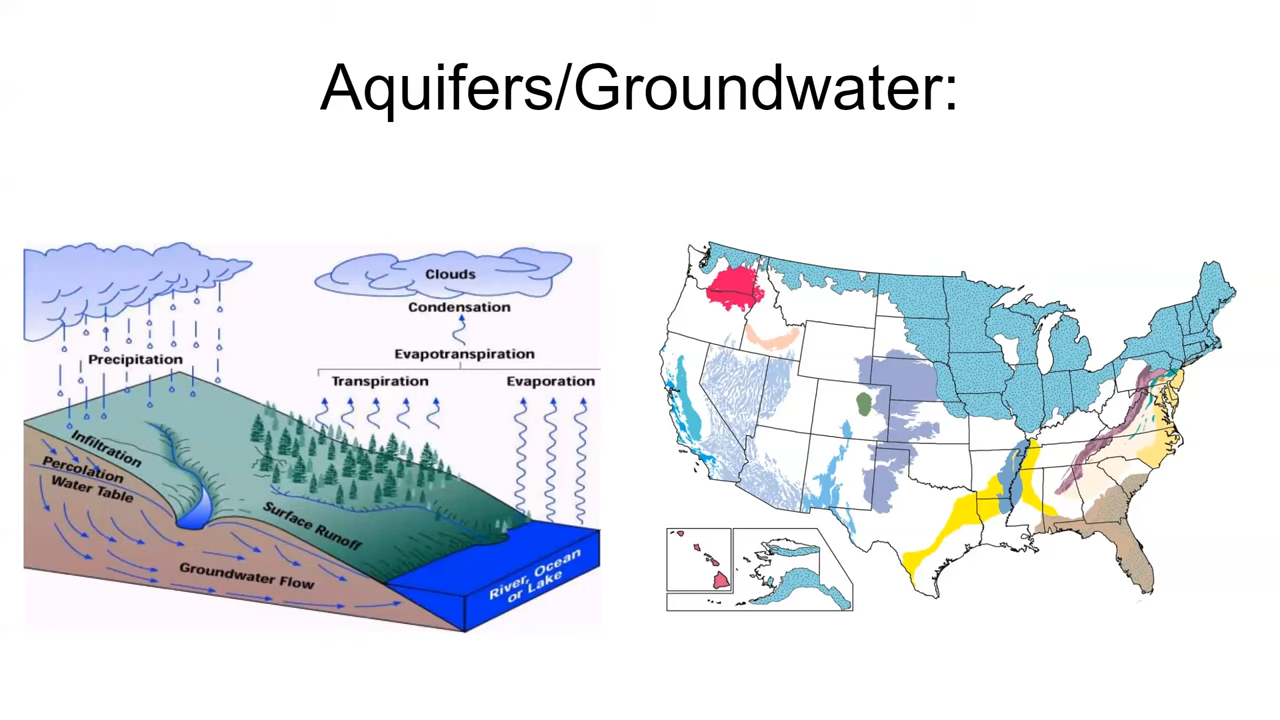 Aquifers/Groundwater:
Clouds
Condensation
Precipitation
Evapotranspiration
Transpiration
Evaporation
Infiltration
Percolation
Water Table
Surface Runoff
Groundwater Flow
River, Ocean
or Lake